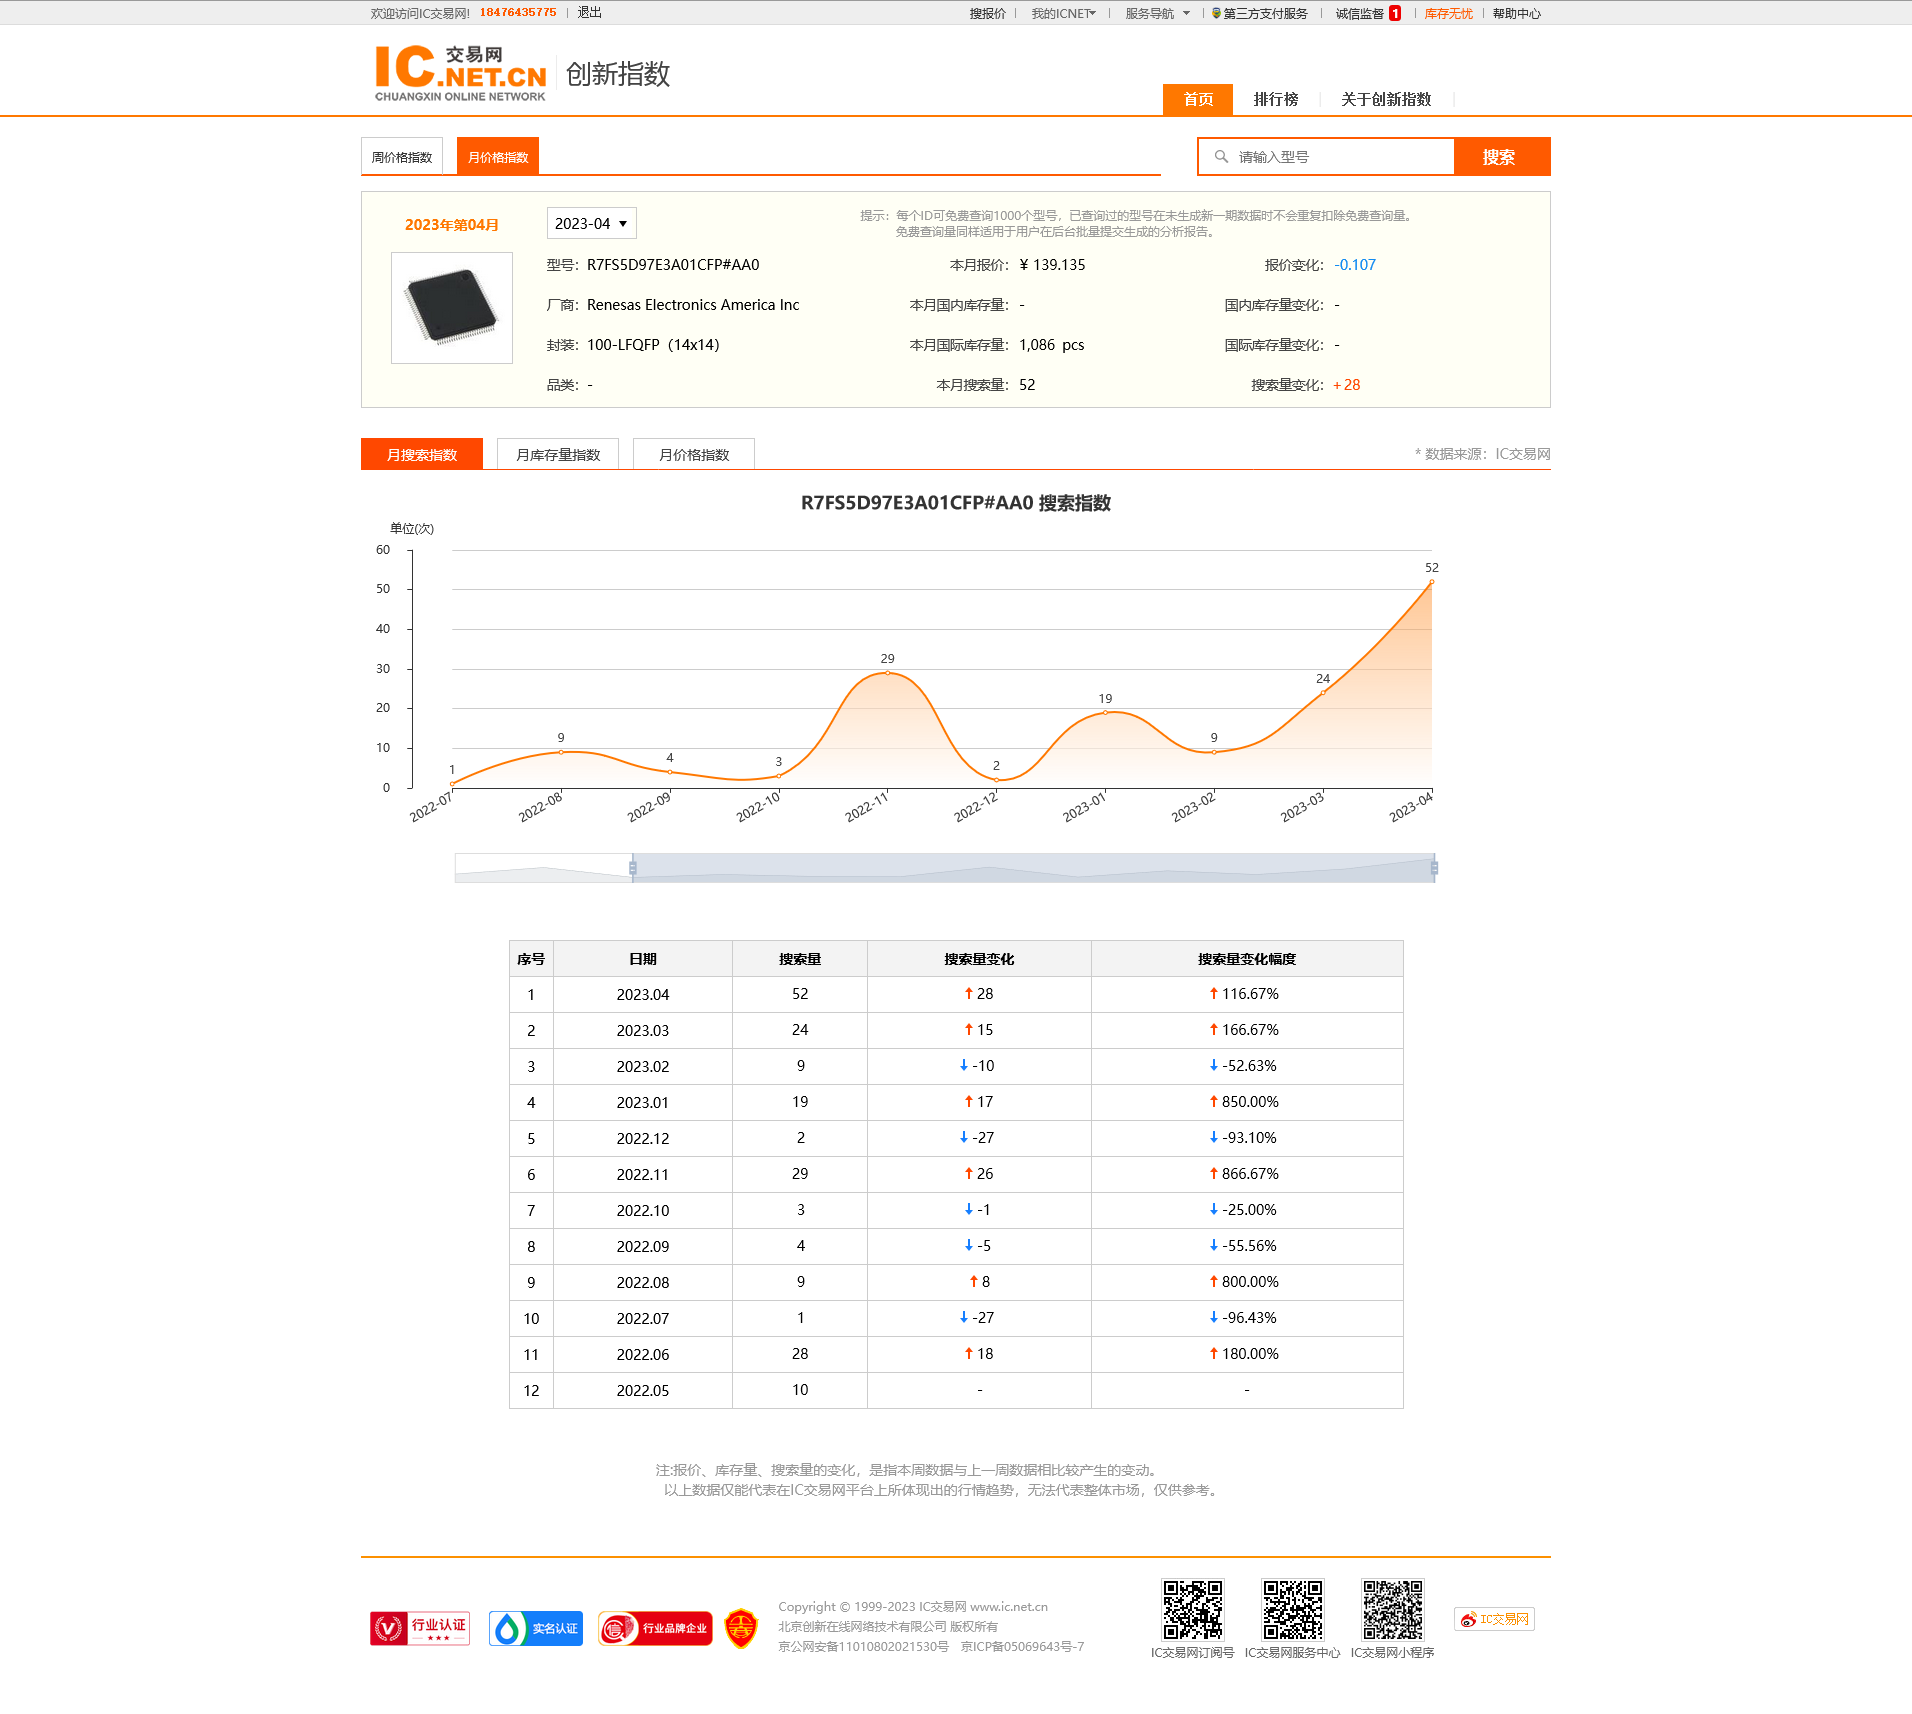 欢迎访问IC交易网! 18476435775 退出 搜报价 我的ICNET 服务导航 第三方支付服务 诚信监督 1 库存无忧 帮助中心
IC.NET.CN 交易网
CHUANGXIN ONLINE NETWORK
创新指数
首页 排行榜 关于创新指数
周价格指数 月价格指数 请输入型号 搜索
2023年第04月 2023-04
提示: 每个ID可免费查询1000个型号，已查询过的型号在未生成新一期数据时不会重复扣除免费查询量。
免费查询量同样适用于用户在后台批量提交生成的分析报告。
型号: R7FS5D97E3A01CFP#AA0 本月报价: ¥ 139.135 报价变化: -0.107
厂商: Renesas Electronics America Inc 本月国内库存量: - 国内库存量变化: -
封装: 100-LFQFP（14x14） 本月国际库存量: 1,086 pcs 国际库存量变化: -
品类: - 本月搜索量: 52 搜索量变化: +28
月搜索指数 月库存量指数 月价格指数 * 数据来源：IC交易网
R7FS5D97E3A01CFP#AA0 搜索指数
单位(次)
60
50
40
30
20
10
0
1 9 4 3 29 2 19 9 24 52
2022-07 2022-08 2022-09 2022-10 2022-11 2022-12 2023-01 2023-02 2023-03 2023-04
序号 日期 搜索量 搜索量变化 搜索量变化幅度
1 2023.04 52 ↑ 28 ↑ 116.67%
2 2023.03 24 ↑ 15 ↑ 166.67%
3 2023.02 9 ↓ -10 ↓ -52.63%
4 2023.01 19 ↑ 17 ↑ 850.00%
5 2022.12 2 ↓ -27 ↓ -93.10%
6 2022.11 29 ↑ 26 ↑ 866.67%
7 2022.10 3 ↓ -1 ↓ -25.00%
8 2022.09 4 ↓ -5 ↓ -55.56%
9 2022.08 9 ↑ 8 ↑ 800.00%
10 2022.07 1 ↓ -27 ↓ -96.43%
11 2022.06 28 ↑ 18 ↑ 180.00%
12 2022.05 10 - -
注:报价、库存量、搜索量的变化，是指本周数据与上一周数据相比较产生的变动。
以上数据仅能代表在IC交易网平台上所体现出的行情趋势，无法代表整体市场，仅供参考。
行业认证 实名认证 行业品牌企业
Copyright © 1999-2023 IC交易网 www.ic.net.cn
北京创新在线网络技术有限公司 版权所有
京公网安备11010802021530号 京ICP备05069643号-7
IC交易网订阅号 IC交易网服务中心 IC交易网小程序
IC交易网